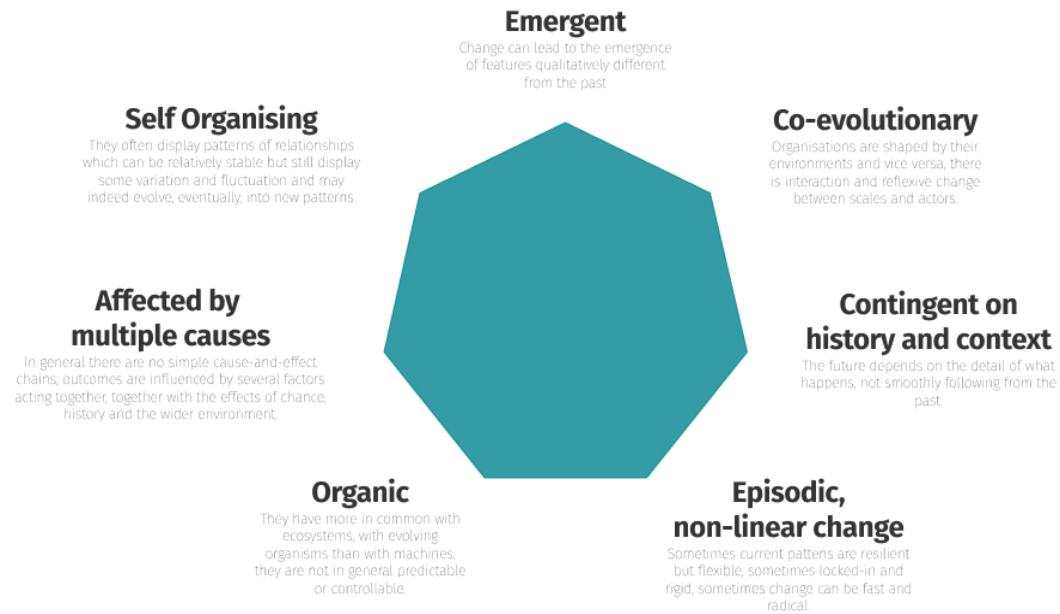 Emergent
Change can lead to the emergence
of features qualitatively different
from the past
Self Organising
They often display patterns of relationships
which can be relatively stable but still display
some variation and fluctuation and may
indeed evolve, eventually, into new patterns.
Co-evolutionary
Organisations are shaped by their
environments and vice versa, there
is interaction and reflexive change
between scales and actors.
Affected by
multiple causes
In general there are no simple cause-and-effect
chains; outcomes are influenced by several factors
acting together, together with the effects of chance,
history and the wider environment.
Contingent on
history and context
The future depends on the detail of what
happens, not smoothly following from the
past.
Organic
They have more in common with
ecosystems, with evolving
organisms than with machines;
they are not in general predictable
or controllable.
Episodic,
non-linear change
Sometimes current pattens are resilient
but flexible, sometimes locked-in and
rigid, sometimes change can be fast and
radical.